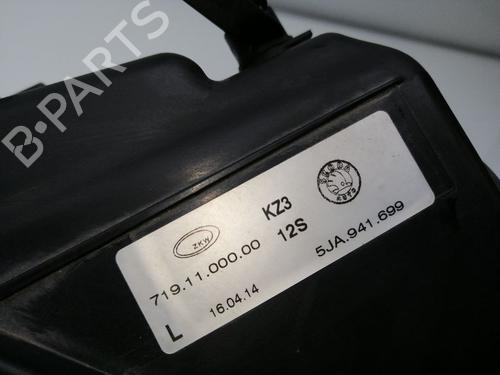 B-PARTS
ZKW
KZ3
719.11.000.00
12S
5JA.941.699
L
16.04.14